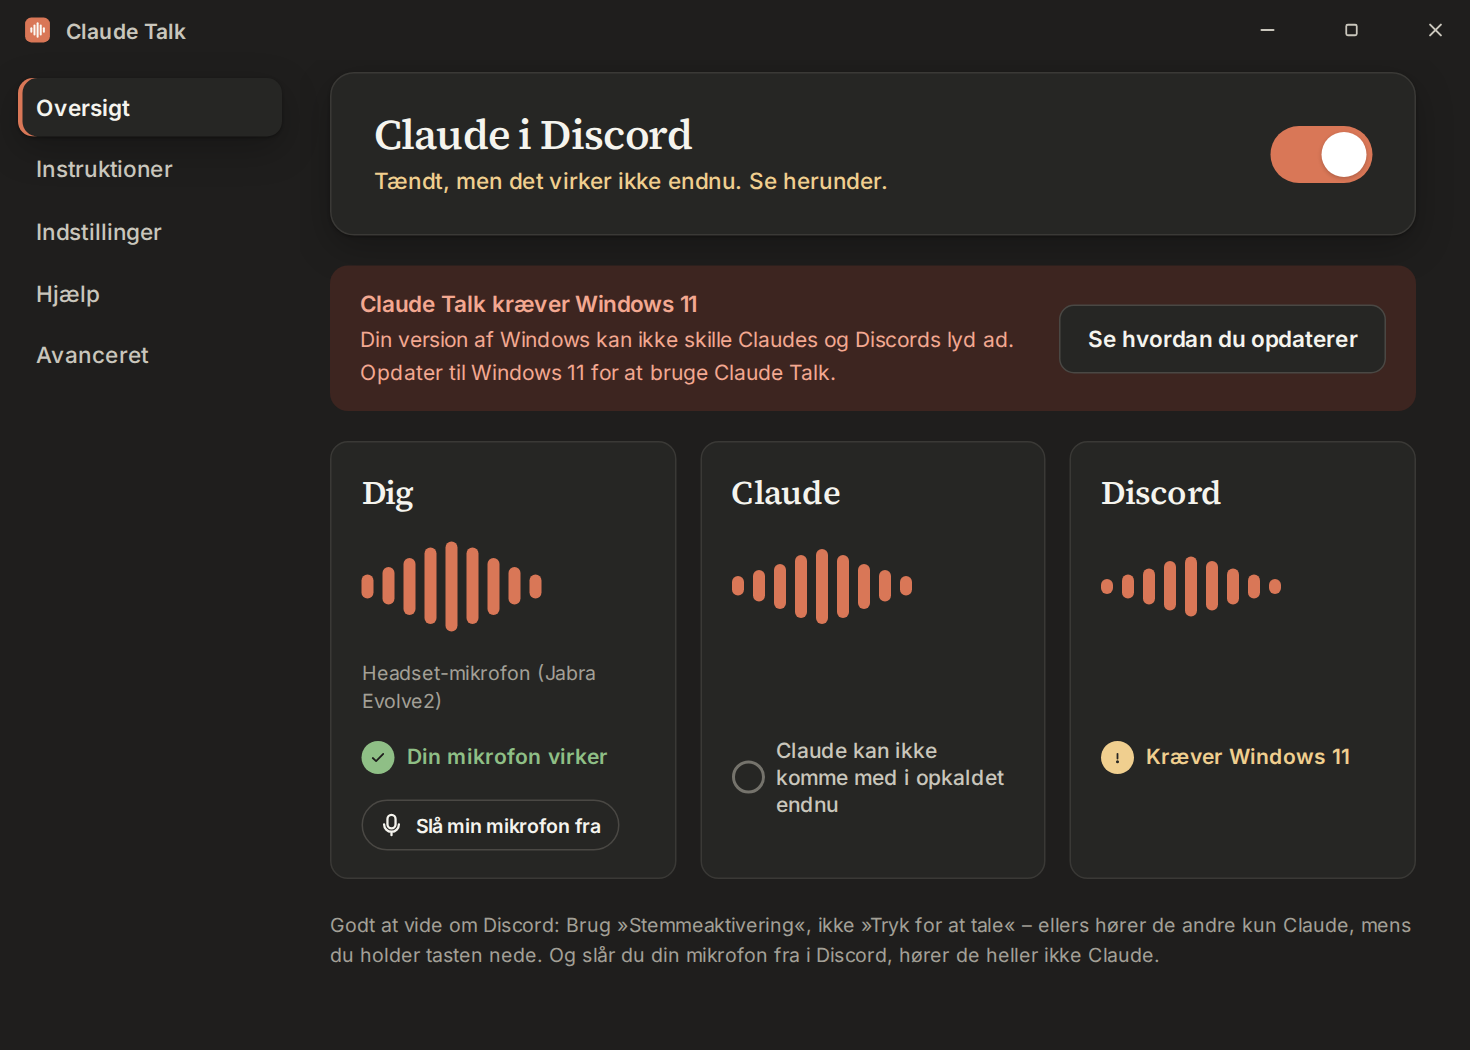 Claude Talk
Oversigt
Instruktioner
Indstillinger
Hjælp
Avanceret
Claude i Discord
Tændt, men det virker ikke endnu. Se herunder.
Claude Talk kræver Windows 11
Din version af Windows kan ikke skille Claudes og Discords lyd ad.
Opdater til Windows 11 for at bruge Claude Talk.
Se hvordan du opdaterer
Dig
Headset-mikrofon (Jabra
Evolve2)
Din mikrofon virker
Slå min mikrofon fra
Claude
Claude kan ikke
komme med i opkaldet
endnu
Discord
Kræver Windows 11
Godt at vide om Discord: Brug »Stemmeaktivering«, ikke »Tryk for at tale« – ellers hører de andre kun Claude, mens
du holder tasten nede. Og slår du din mikrofon fra i Discord, hører de heller ikke Claude.